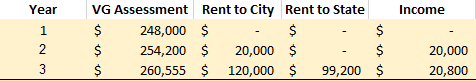 Year VG Assessment Rent to City Rent to State Income
1 $ 248,000 $ - $ - $ -
2 $ 254,200 $ 20,000 $ - $ 20,000
3 $ 260,555 $ 120,000 $ 99,200 $ 20,800